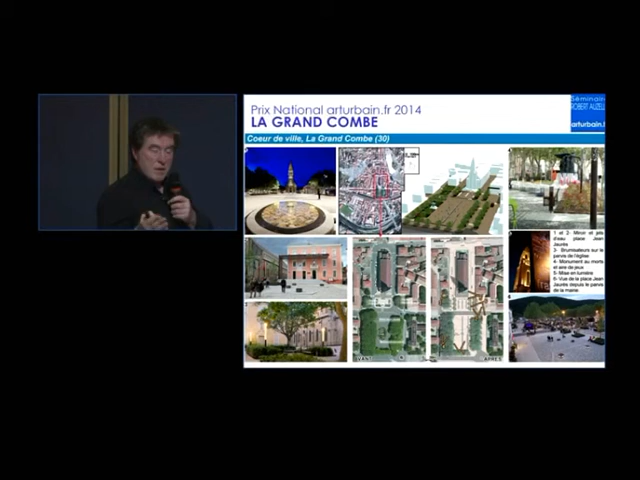 Prix National arturbain.fr 2014
LA GRAND COMBE
Séminaire
ROBERT AUZELLE
arturbain.fr
Coeur de ville, La Grand Combe (30)
1 et 2- Miroir et jets
d'eau place Jean
Jaurès
3- Brumisateurs sur le
parvis de l'église
4- Monument au morts
et aire de jeux
5- Mise en lumière
6- Vue de la place Jean
Jaurès depuis le parvis
de la mairie
AVANT
APRES